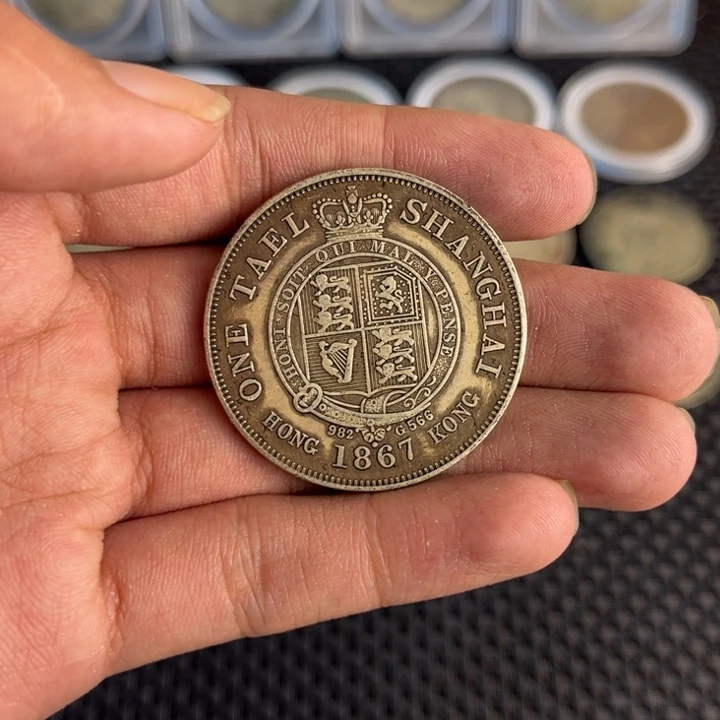 ONE TAEL SHANGHAI
HONI·SOIT·QUI·MAL·Y·PENSE
982 G566
HONG 1867 KONG